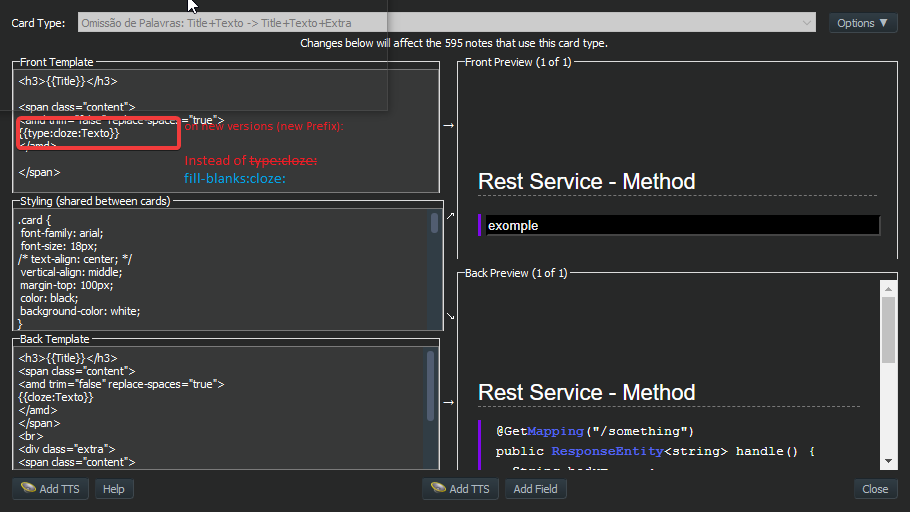 Card Type:
Omissão de Palavras: Title+Texto -> Title+Texto+Extra
Options ▼
Changes below will affect the 595 notes that use this card type.
Front Template
<h3>{{Title}}</h3>
<span class="content">
<amd trim="false" replace-spaces="true">
{{type:cloze:Texto}}
</amd>
</span>
on new versions (new Prefix):
Instead of type:cloze:
fill-blanks:cloze:
Styling (shared between cards)
.card {
font-family: arial;
font-size: 18px;
/* text-align: center; */
vertical-align: middle;
margin-top: 100px;
color: black;
background-color: white;
}
Back Template
<h3>{{Title}}</h3>
<span class="content">
<amd trim="false" replace-spaces="true">
{{cloze:Texto}}
</amd>
</span>
<br>
<div class="extra">
<span class="content">
Front Preview (1 of 1)
Rest Service - Method
exomple
Back Preview (1 of 1)
Rest Service - Method
@GetMapping("/something")
public ResponseEntity<string> handle() {
Add TTS
Help
Add TTS
Add Field
Close